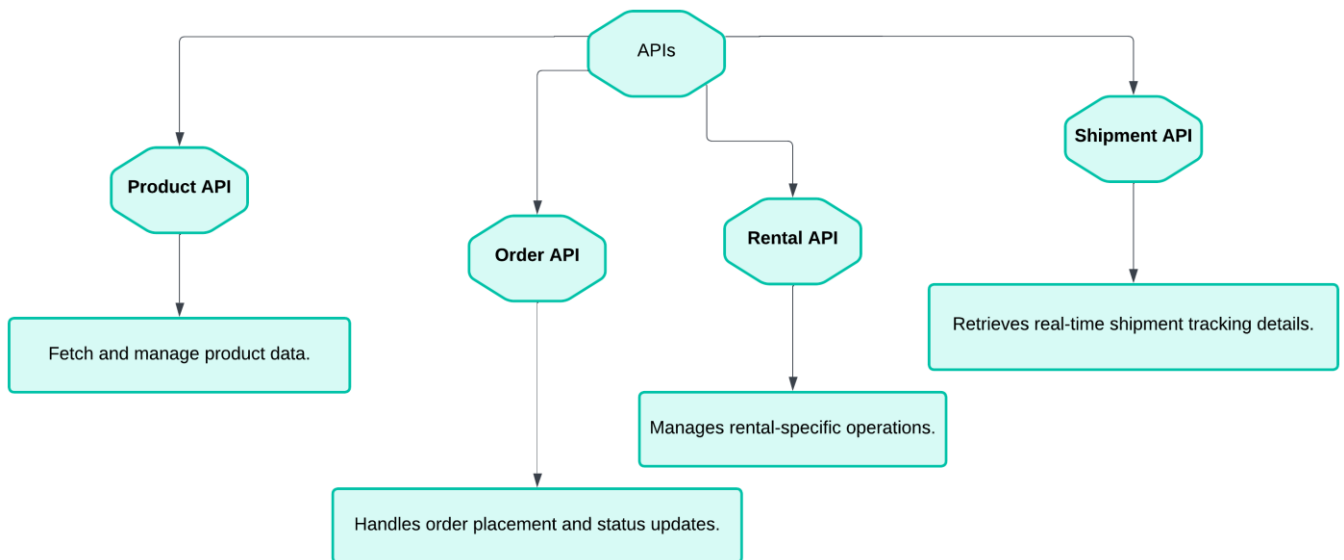 APIs
Product API
Order API
Rental API
Shipment API
Fetch and manage product data.
Handles order placement and status updates.
Manages rental-specific operations.
Retrieves real-time shipment tracking details.